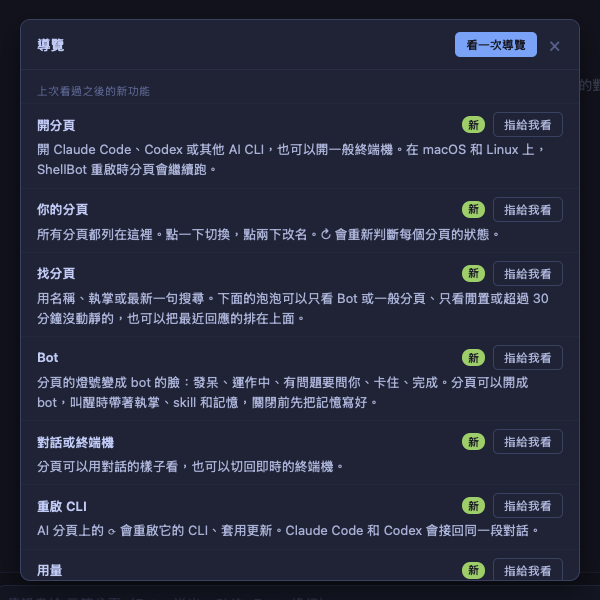 導覽
看一次導覽
×
上次看過之後的新功能
開分頁
新
指給我看
開 Claude Code、Codex 或其他 AI CLI，也可以開一般終端機。在 macOS 和 Linux 上，
ShellBot 重啟時分頁會繼續跑。
你的分頁
新
指給我看
所有分頁都列在這裡。點一下切換，點兩下改名。↻ 會重新判斷每個分頁的狀態。
找分頁
新
指給我看
用名稱、執掌或最新一句搜尋。下面的泡泡可以只看 Bot 或一般分頁、只看閒置或超過 30
分鐘沒動靜的，也可以把最近回應的排在上面。
Bot
新
指給我看
分頁的燈號變成 bot 的臉：發呆、運作中、有問題要問你、卡住、完成。分頁可以開成
bot，叫醒時帶著執掌、skill 和記憶，關閉前先把記憶寫好。
對話或終端機
新
指給我看
分頁可以用對話的樣子看，也可以切回即時的終端機。
重啟 CLI
新
指給我看
AI 分頁上的 ⟳ 會重啟它的 CLI、套用更新。Claude Code 和 Codex 會接回同一段對話。
用量
新
指給我看